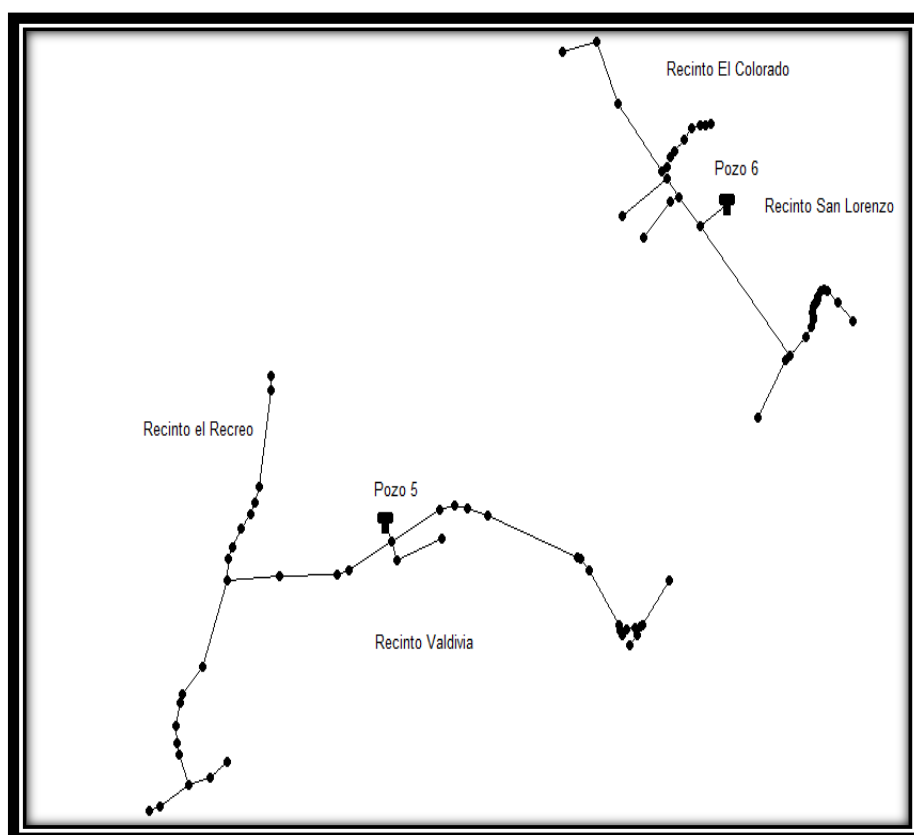 Recinto El Colorado
Pozo 6
Recinto San Lorenzo
Recinto el Recreo
Pozo 5
Recinto Valdivia